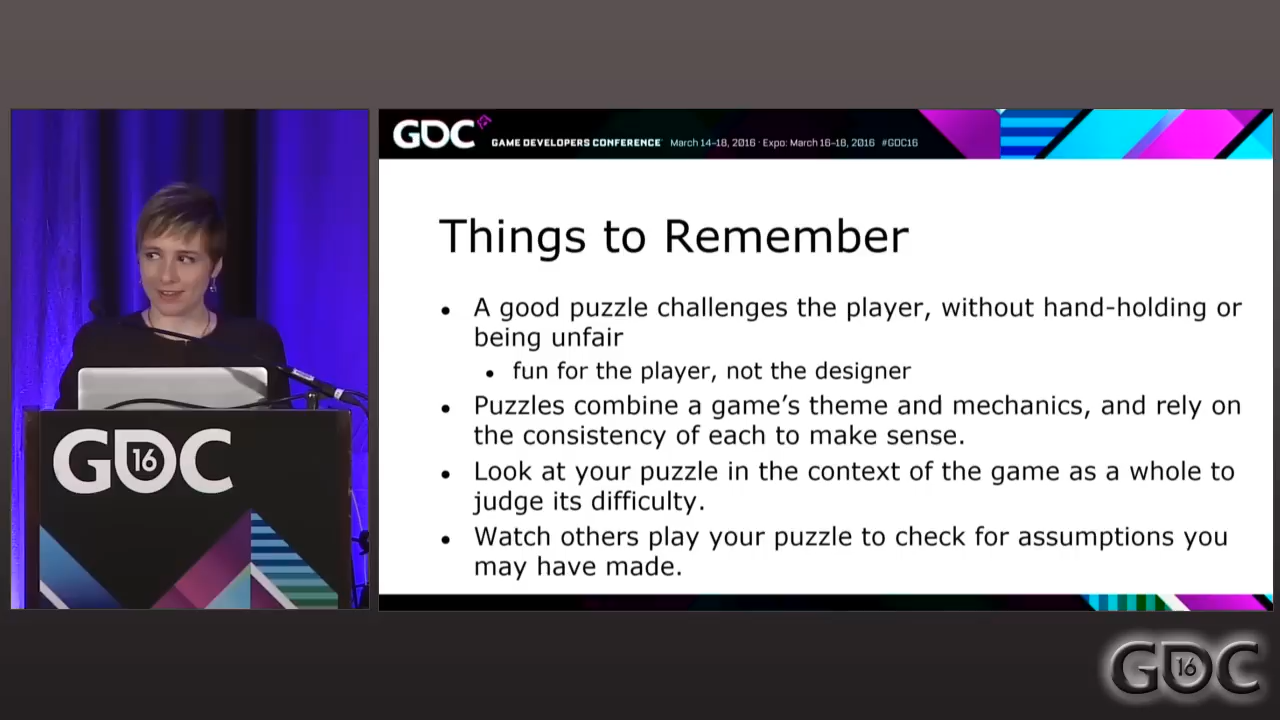 GDC
GAME DEVELOPERS CONFERENCE March 14–18, 2016 · Expo: March 16–18, 2016 #GDC16
Things to Remember
• A good puzzle challenges the player, without hand-holding or
being unfair
• fun for the player, not the designer
• Puzzles combine a game's theme and mechanics, and rely on
the consistency of each to make sense.
• Look at your puzzle in the context of the game as a whole to
judge its difficulty.
• Watch others play your puzzle to check for assumptions you
may have made.
GDC 16
GDC 16